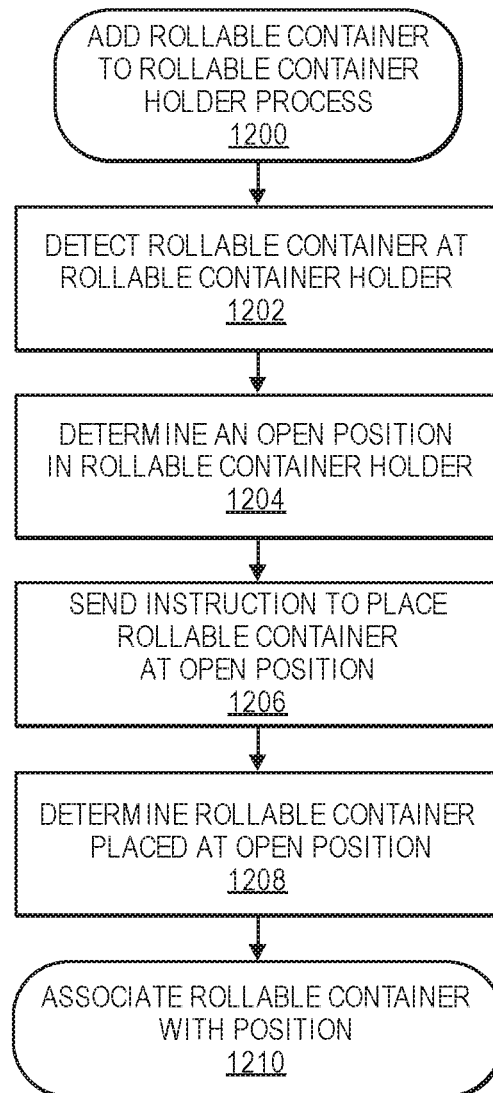 ADD ROLLABLE CONTAINER
TO ROLLABLE CONTAINER
HOLDER PROCESS
1200
DETECT ROLLABLE CONTAINER AT
ROLLABLE CONTAINER HOLDER
1202
DETERMINE AN OPEN POSITION
IN ROLLABLE CONTAINER HOLDER
1204
SEND INSTRUCTION TO PLACE
ROLLABLE CONTAINER
AT OPEN POSITION
1206
DETERMINE ROLLABLE CONTAINER
PLACED AT OPEN POSITION
1208
ASSOCIATE ROLLABLE CONTAINER
WITH POSITION
1210